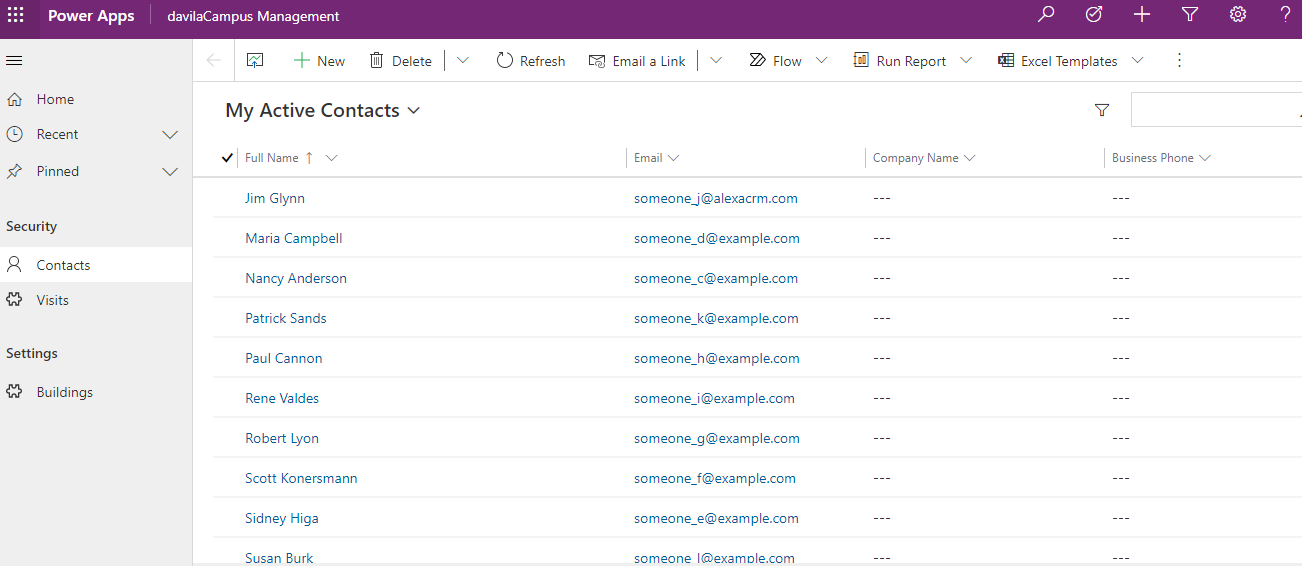 Power Apps davilaCampus Management
New Delete Refresh Email a Link Flow Run Report Excel Templates
Home
Recent
Pinned
Security
Contacts
Visits
Settings
Buildings
My Active Contacts
Full Name Email Company Name Business Phone
Jim Glynn someone_j@alexacrm.com --- ---
Maria Campbell someone_d@example.com --- ---
Nancy Anderson someone_c@example.com --- ---
Patrick Sands someone_k@example.com --- ---
Paul Cannon someone_h@example.com --- ---
Rene Valdes someone_i@example.com --- ---
Robert Lyon someone_g@example.com --- ---
Scott Konersmann someone_f@example.com --- ---
Sidney Higa someone_e@example.com --- ---
Susan Burk someone_l@example.com --- ---